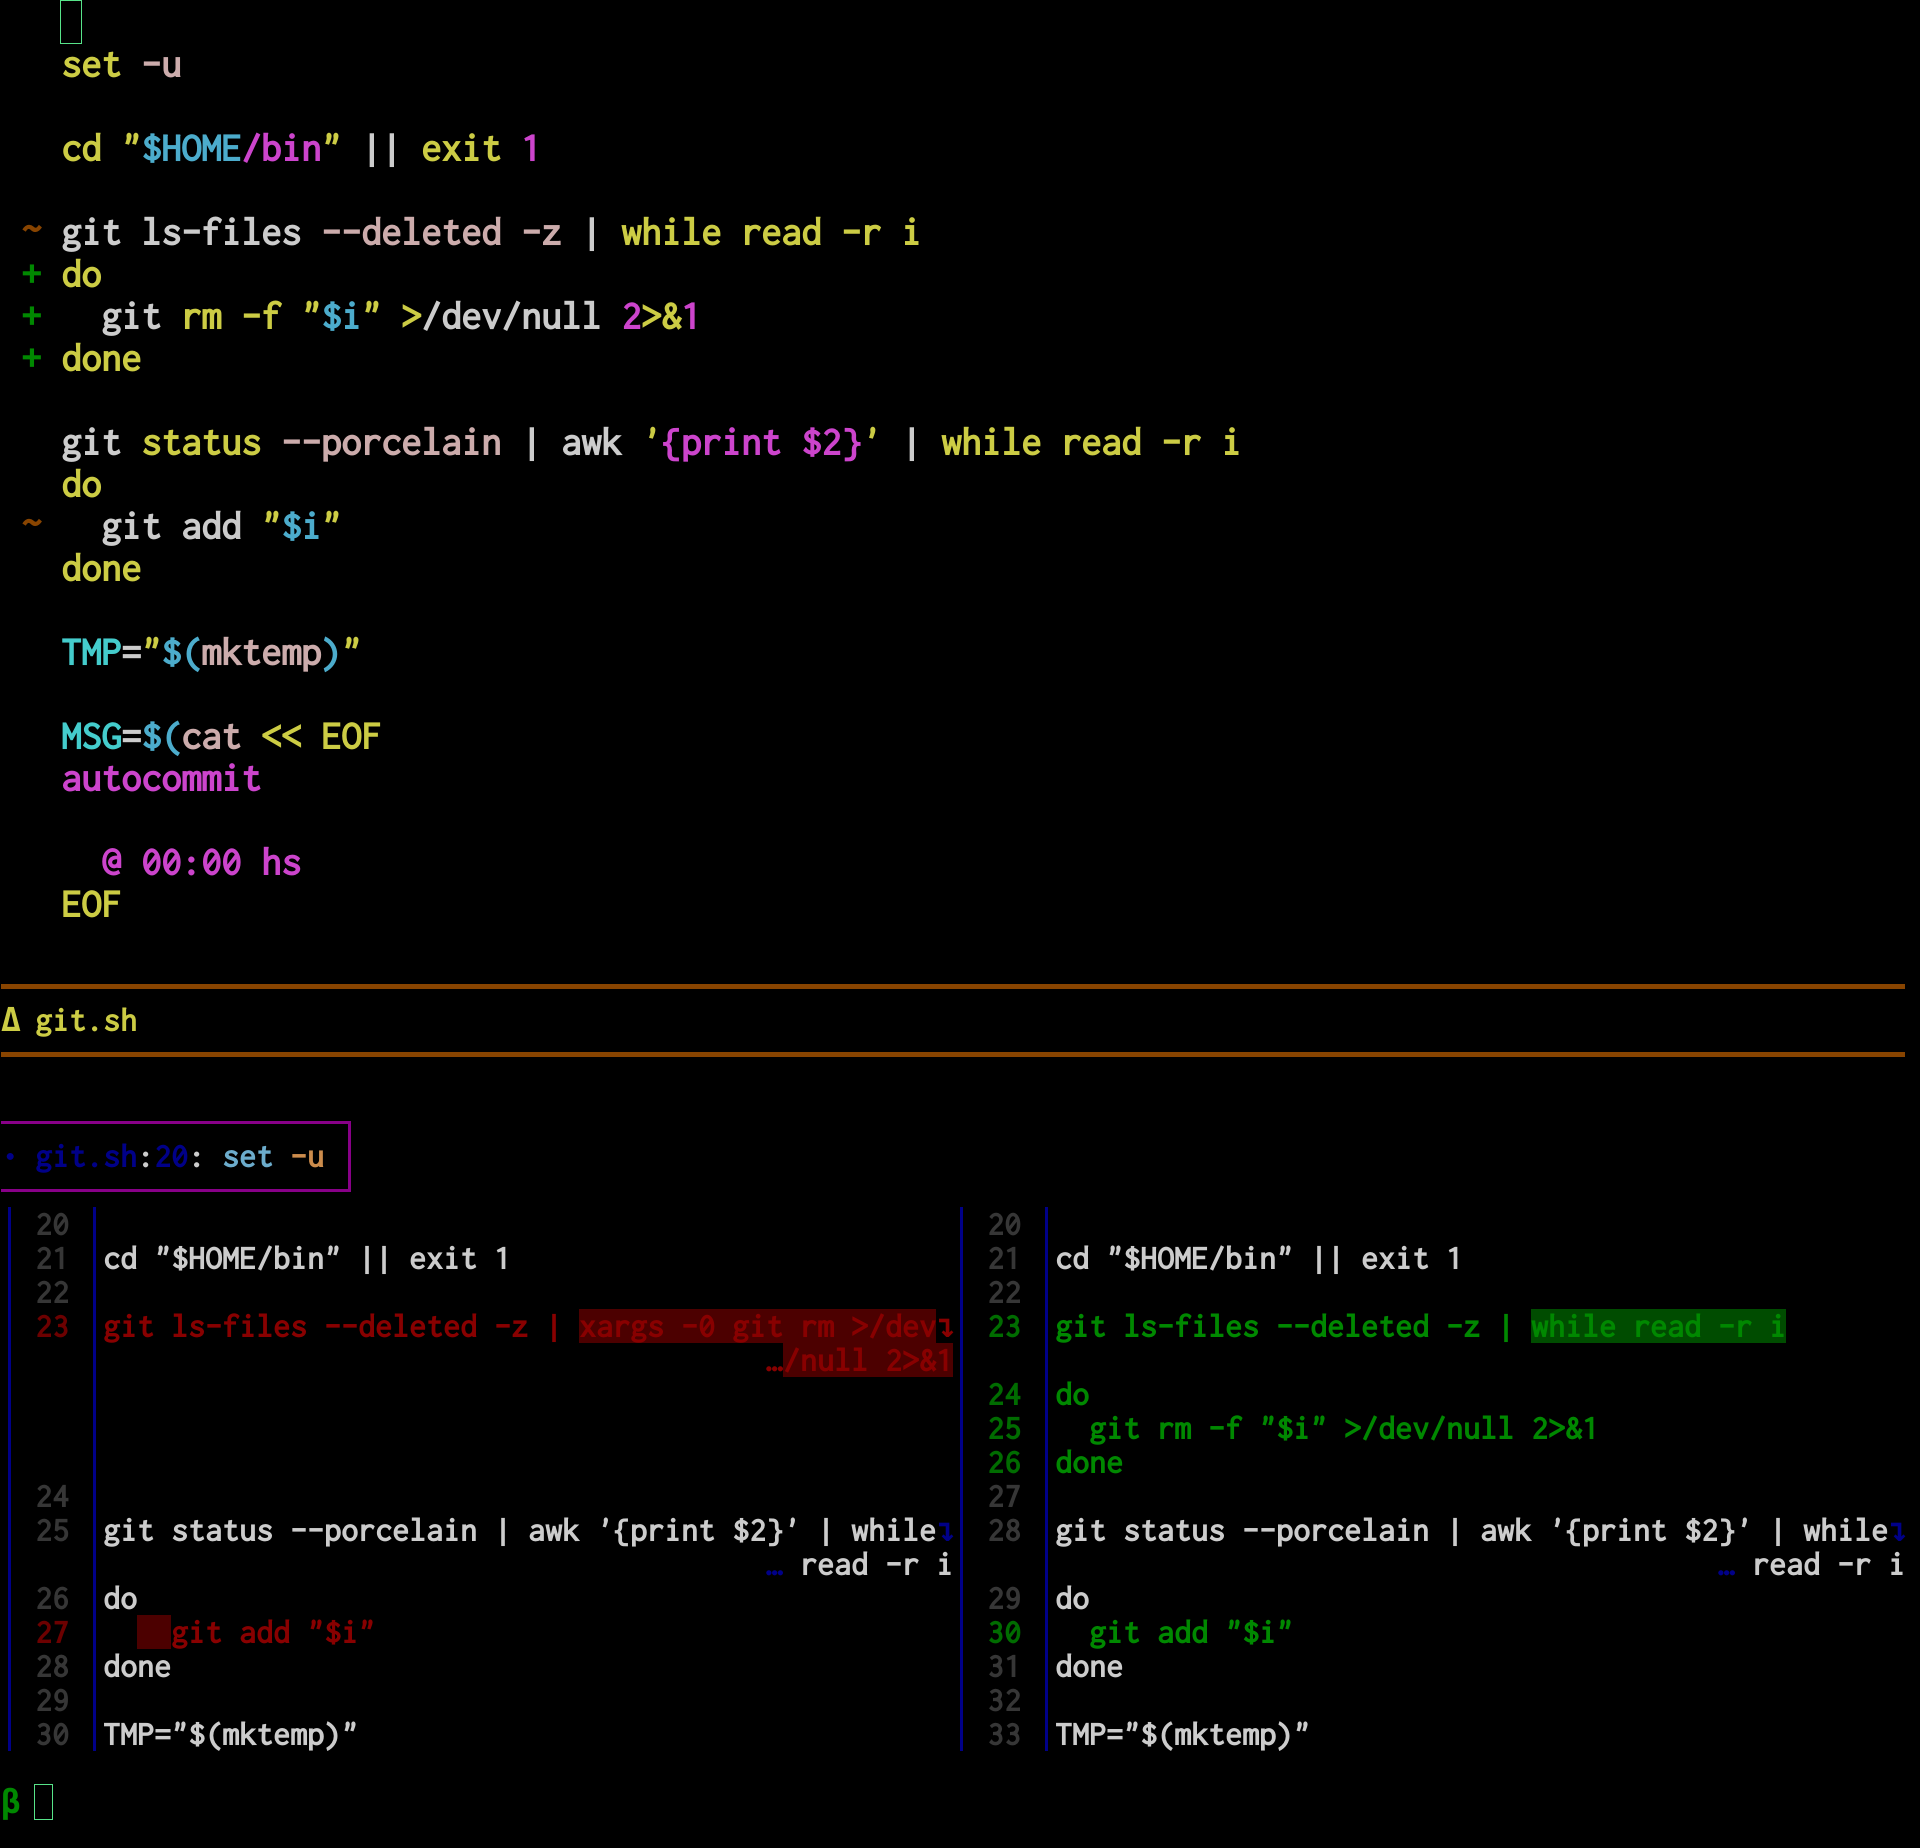 set -u
cd "$HOME/bin" || exit 1
~ git ls-files --deleted -z | while read -r i
+ do
+   git rm -f "$i" >/dev/null 2>&1
+ done
git status --porcelain | awk '{print $2}' | while read -r i
do
~   git add "$i"
done
TMP="$(mktemp)"
MSG=$(cat << EOF
autocommit
  @ 00:00 hs
EOF
Δ git.sh
• git.sh:20: set -u
20 20
21 cd "$HOME/bin" || exit 1 21 cd "$HOME/bin" || exit 1
22 22
23 git ls-files --deleted -z | xargs -0 git rm >/dev↴ 23 git ls-files --deleted -z | while read -r i
…/null 2>&1
24 do
25   git rm -f "$i" >/dev/null 2>&1
26 done
24 27
25 git status --porcelain | awk '{print $2}' | while↴ 28 git status --porcelain | awk '{print $2}' | while↴
… read -r i … read -r i
26 do 29 do
27     git add "$i" 30   git add "$i"
28 done 31 done
29 32
30 TMP="$(mktemp)" 33 TMP="$(mktemp)"
β